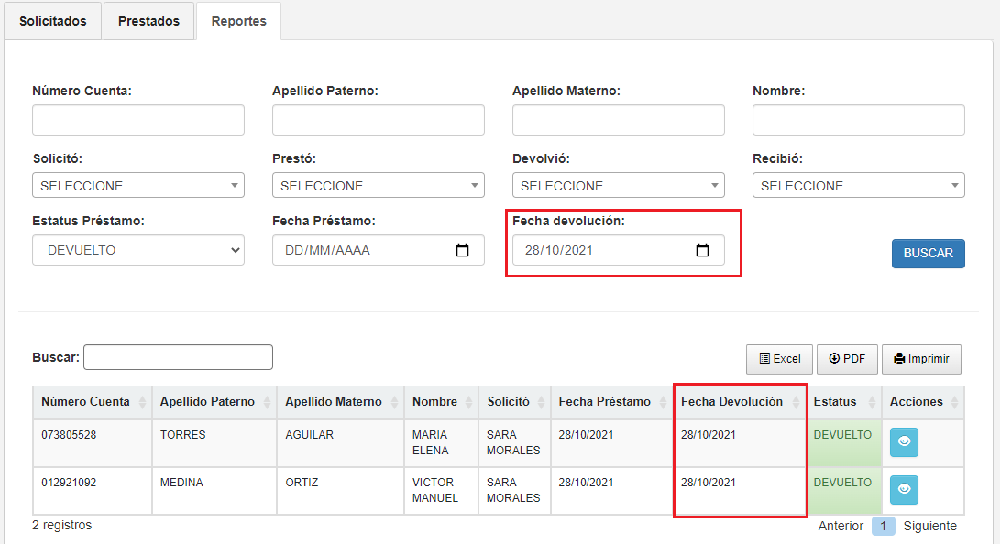 Solicitados Prestados Reportes
Número Cuenta: Apellido Paterno: Apellido Materno: Nombre:
Solicitó: Prestó: Devolvió: Recibió:
SELECCIONE SELECCIONE SELECCIONE SELECCIONE
Estatus Préstamo: Fecha Préstamo: Fecha devolución:
DEVUELTO DD/MM/AAAA 28/10/2021 BUSCAR
Buscar: Excel PDF Imprimir
Número Cuenta Apellido Paterno Apellido Materno Nombre Solicitó Fecha Préstamo Fecha Devolución Estatus Acciones
073805528 TORRES AGUILAR MARIA SARA 28/10/2021 28/10/2021 DEVUELTO
ELENA MORALES
012921092 MEDINA ORTIZ VICTOR SARA 28/10/2021 28/10/2021 DEVUELTO
MANUEL MORALES
2 registros Anterior 1 Siguiente